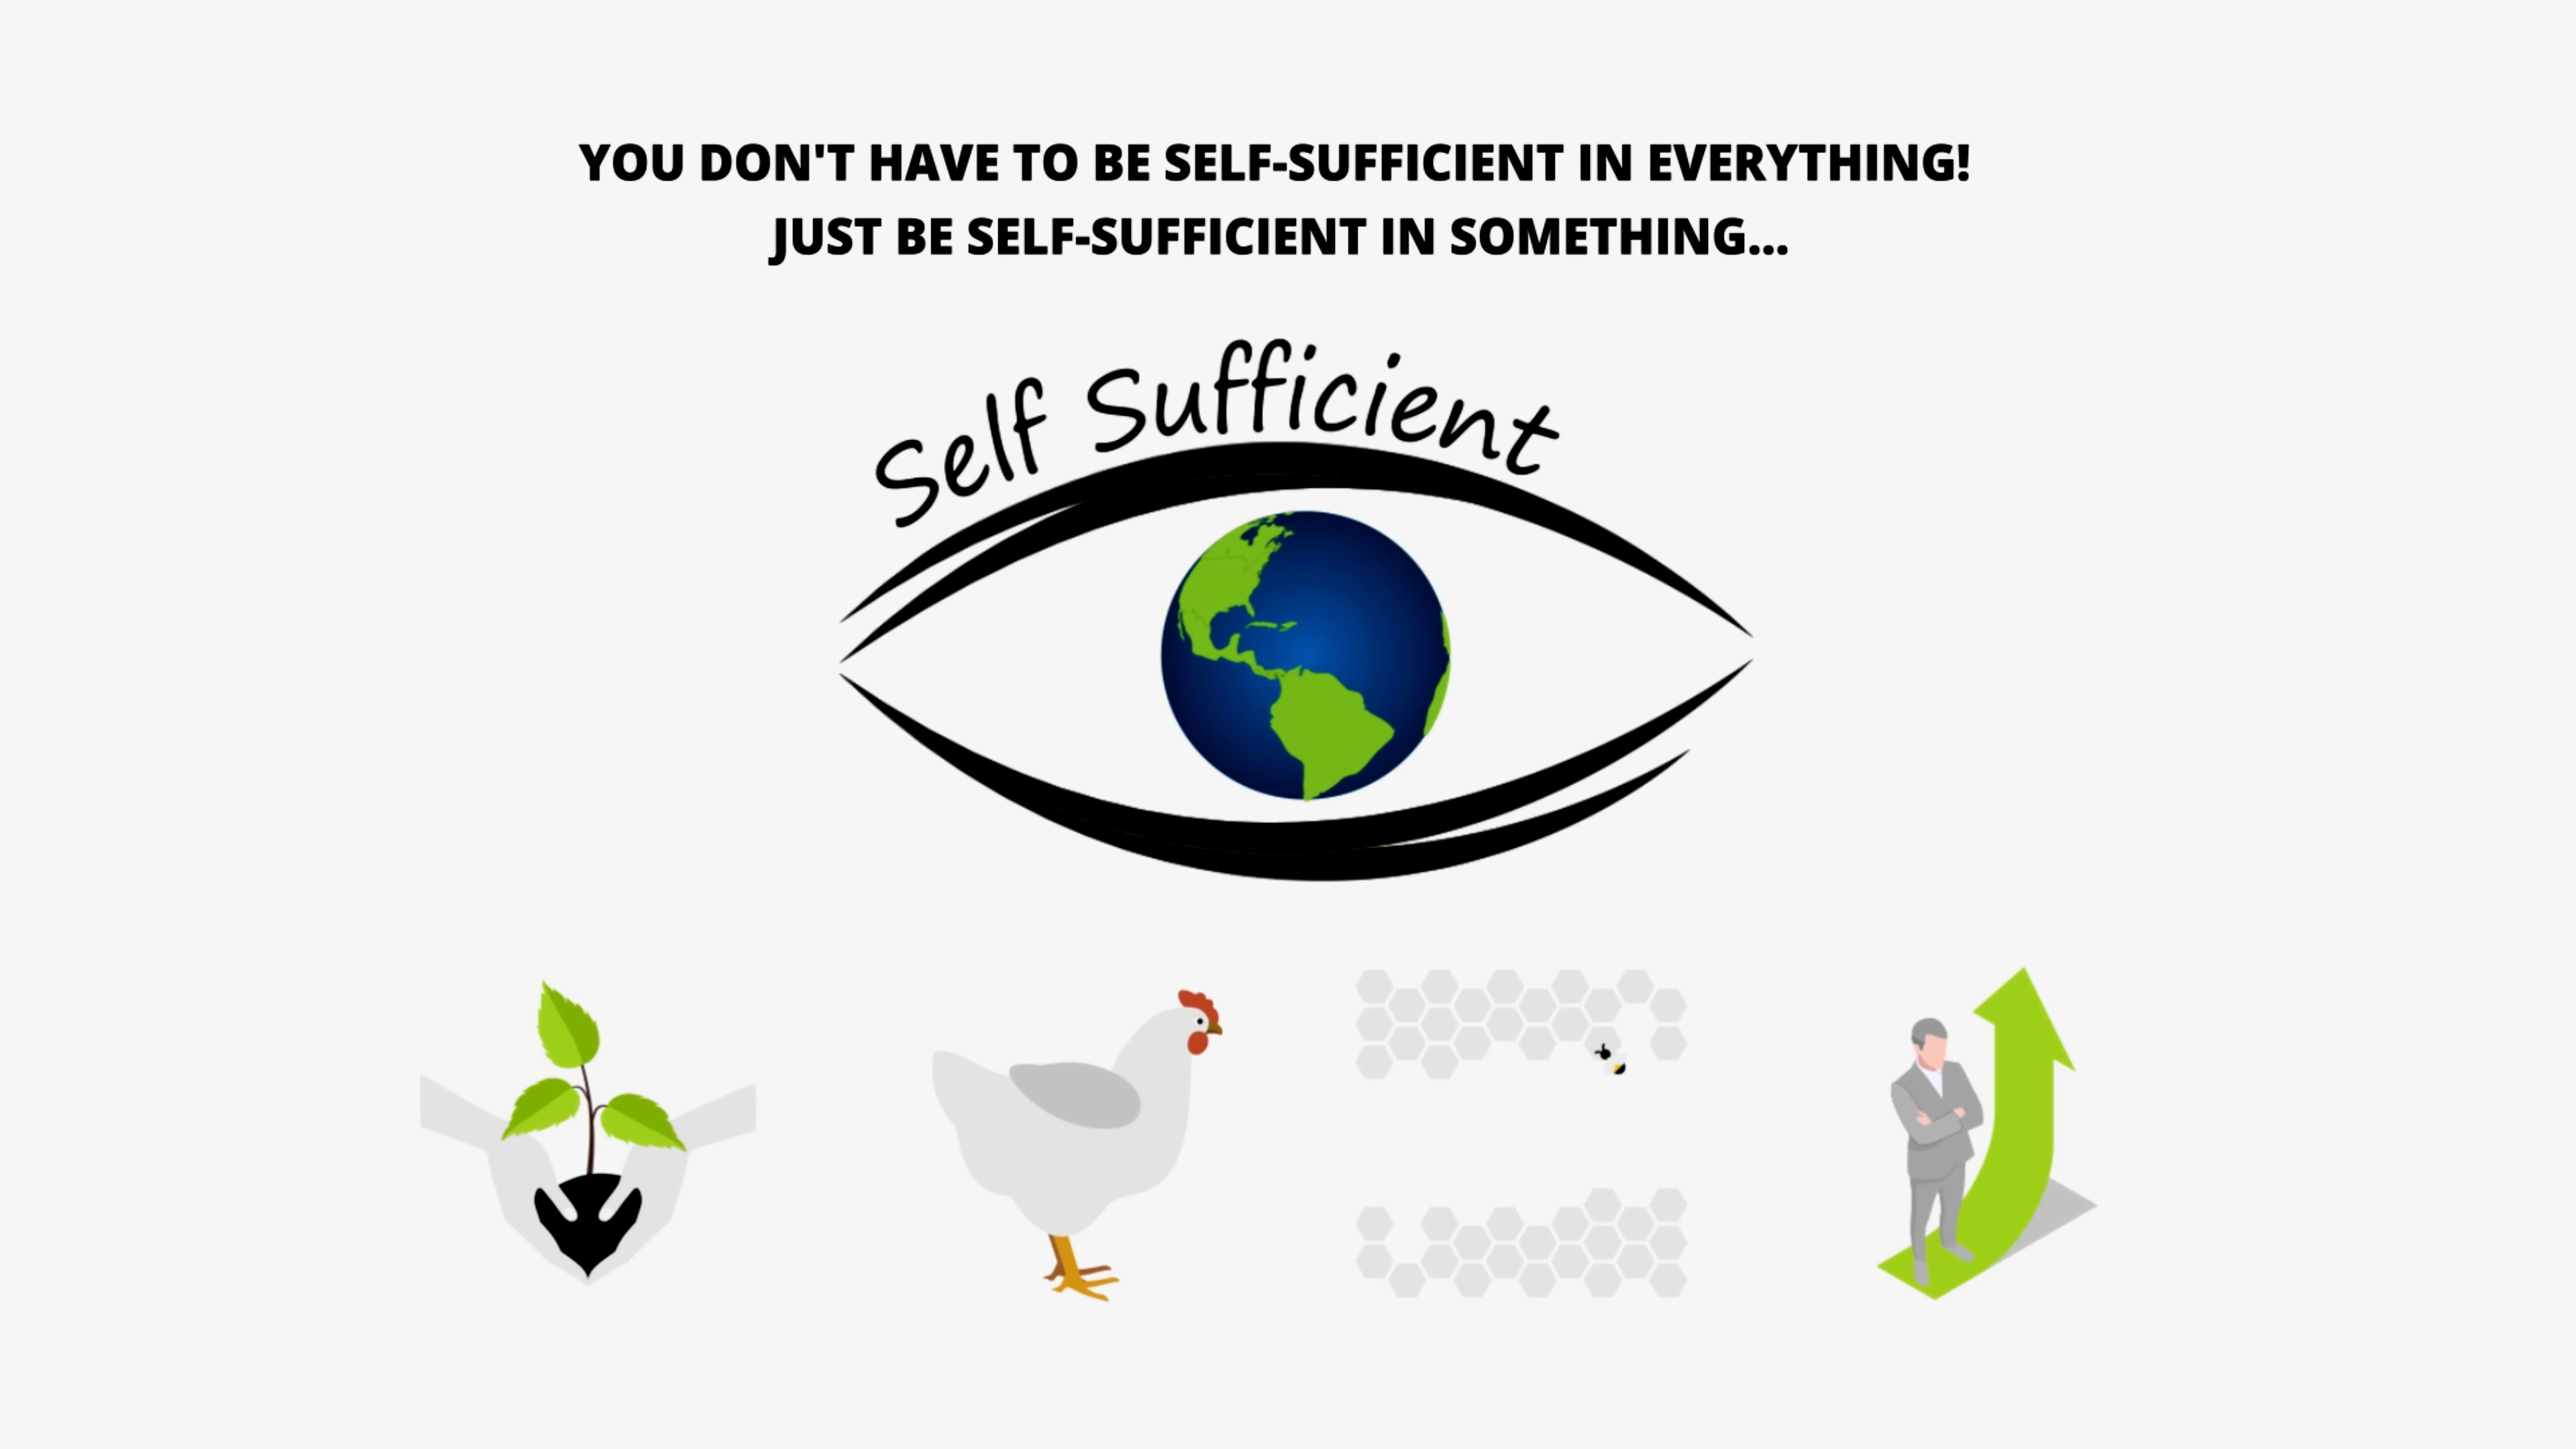 YOU DON'T HAVE TO BE SELF-SUFFICIENT IN EVERYTHING!
JUST BE SELF-SUFFICIENT IN SOMETHING...
Self Sufficient